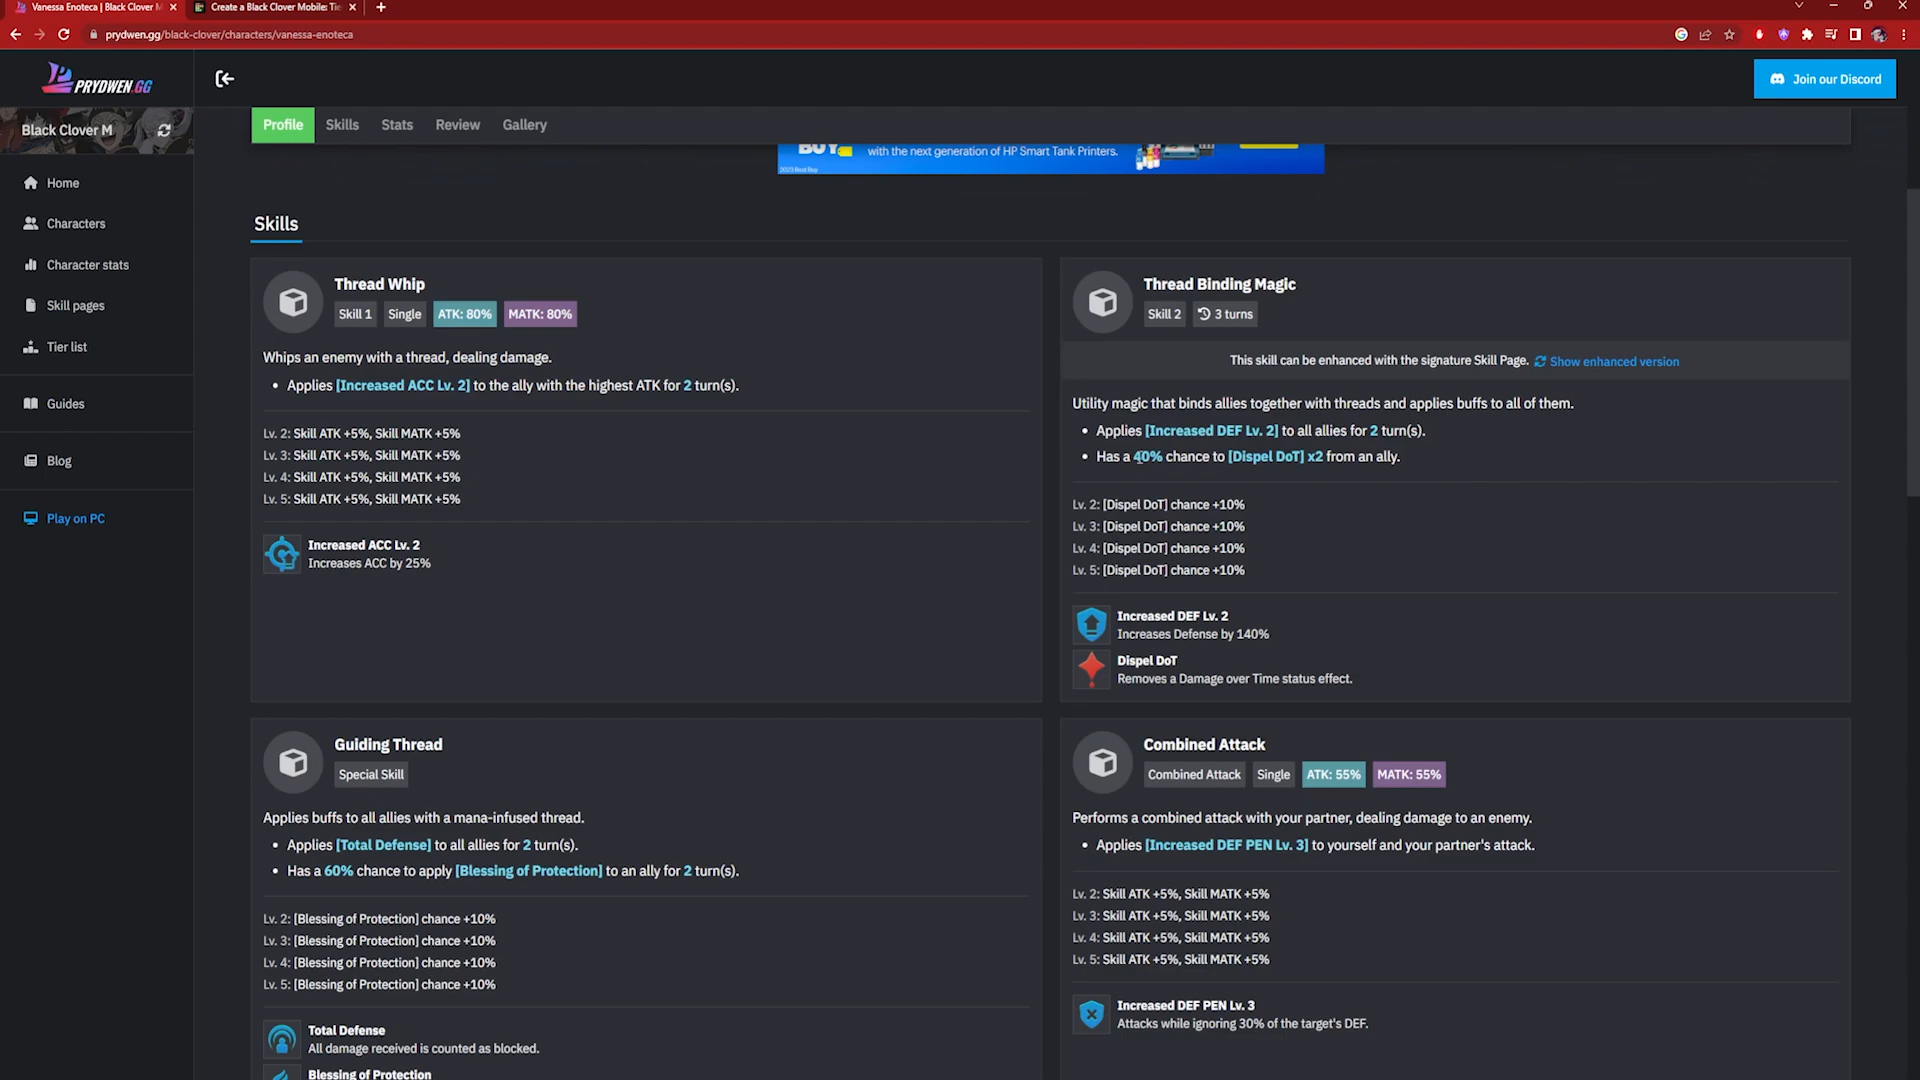 Vanessa Enoteca | Black Clover M
Create a Black Clover Mobile: Tie
prydwen.gg/black-clover/characters/vanessa-enoteca
PRYDWEN.GG
Join our Discord
Black Clover M
Home
Characters
Character stats
Skill pages
Tier list
Guides
Blog
Play on PC
Profile
Skills
Stats
Review
Gallery
BUY
with the next generation of HP Smart Tank Printers.
2023 Best Buy
Skills
Thread Whip
Skill 1 Single ATK: 80% MATK: 80%
Whips an enemy with a thread, dealing damage.
• Applies [Increased ACC Lv. 2] to the ally with the highest ATK for 2 turn(s).
Lv. 2: Skill ATK +5%, Skill MATK +5%
Lv. 3: Skill ATK +5%, Skill MATK +5%
Lv. 4: Skill ATK +5%, Skill MATK +5%
Lv. 5: Skill ATK +5%, Skill MATK +5%
Increased ACC Lv. 2
Increases ACC by 25%
Thread Binding Magic
Skill 2 3 turns
This skill can be enhanced with the signature Skill Page. Show enhanced version
Utility magic that binds allies together with threads and applies buffs to all of them.
• Applies [Increased DEF Lv. 2] to all allies for 2 turn(s).
• Has a 40% chance to [Dispel DoT] x2 from an ally.
Lv. 2: [Dispel DoT] chance +10%
Lv. 3: [Dispel DoT] chance +10%
Lv. 4: [Dispel DoT] chance +10%
Lv. 5: [Dispel DoT] chance +10%
Increased DEF Lv. 2
Increases Defense by 140%
Dispel DoT
Removes a Damage over Time status effect.
Guiding Thread
Special Skill
Applies buffs to all allies with a mana-infused thread.
• Applies [Total Defense] to all allies for 2 turn(s).
• Has a 60% chance to apply [Blessing of Protection] to an ally for 2 turn(s).
Lv. 2: [Blessing of Protection] chance +10%
Lv. 3: [Blessing of Protection] chance +10%
Lv. 4: [Blessing of Protection] chance +10%
Lv. 5: [Blessing of Protection] chance +10%
Total Defense
All damage received is counted as blocked.
Blessing of Protection
Combined Attack
Combined Attack Single ATK: 55% MATK: 55%
Performs a combined attack with your partner, dealing damage to an enemy.
• Applies [Increased DEF PEN Lv. 3] to yourself and your partner's attack.
Lv. 2: Skill ATK +5%, Skill MATK +5%
Lv. 3: Skill ATK +5%, Skill MATK +5%
Lv. 4: Skill ATK +5%, Skill MATK +5%
Lv. 5: Skill ATK +5%, Skill MATK +5%
Increased DEF PEN Lv. 3
Attacks while ignoring 30% of the target's DEF.